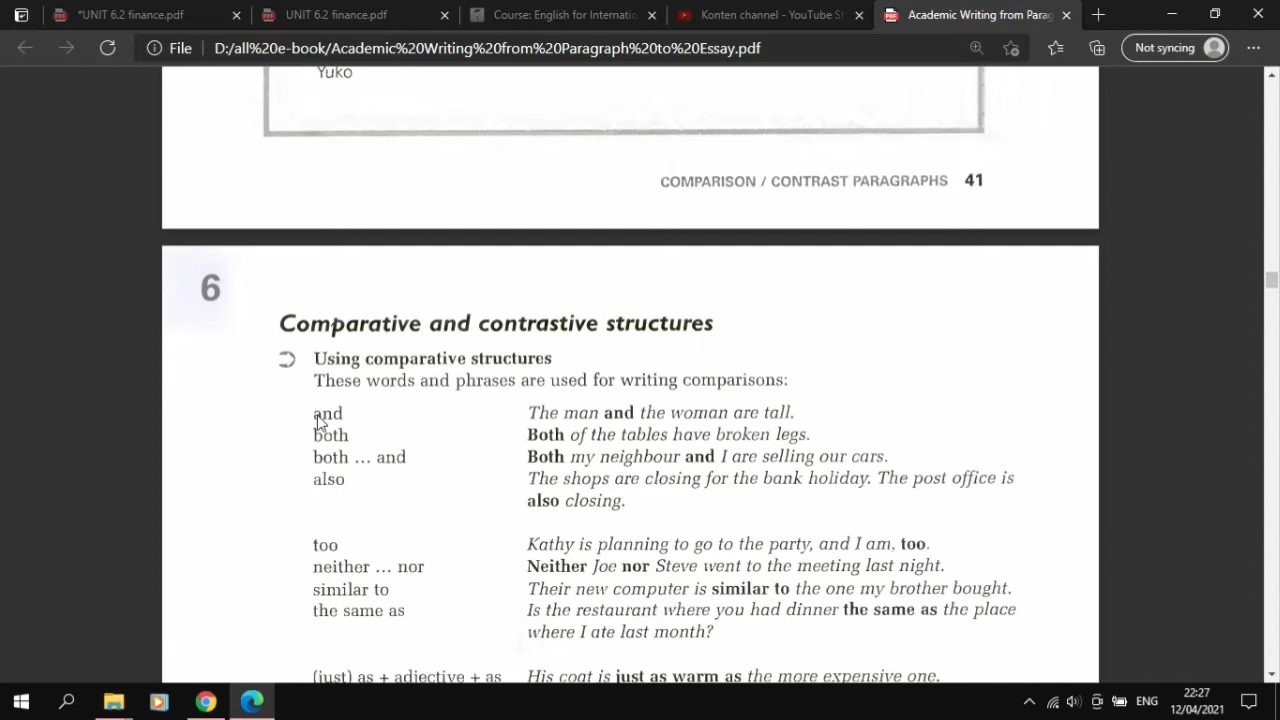 *UNIT 6.2 finance.pdf
UNIT 6.2 finance.pdf
Course: English for Internatio
Konten channel - YouTube S
Academic Writing from Parag
File
D:/all%20e-book/Academic%20Writing%20from%20Paragraph%20to%20Essay.pdf
Not syncing
Yuko
COMPARISON / CONTRAST PARAGRAPHS 41
6
Comparative and contrastive structures
Using comparative structures
These words and phrases are used for writing comparisons:
and The man and the woman are tall.
both Both of the tables have broken legs.
both ... and Both my neighbour and I are selling our cars.
also The shops are closing for the bank holiday. The post office is
also closing.
too Kathy is planning to go to the party, and I am, too.
neither ... nor Neither Joe nor Steve went to the meeting last night.
similar to Their new computer is similar to the one my brother bought.
the same as Is the restaurant where you had dinner the same as the place
where I ate last month?
(just) as + adjective + as His coat is just as warm as the more expensive one.
ENG
22:27
12/04/2021